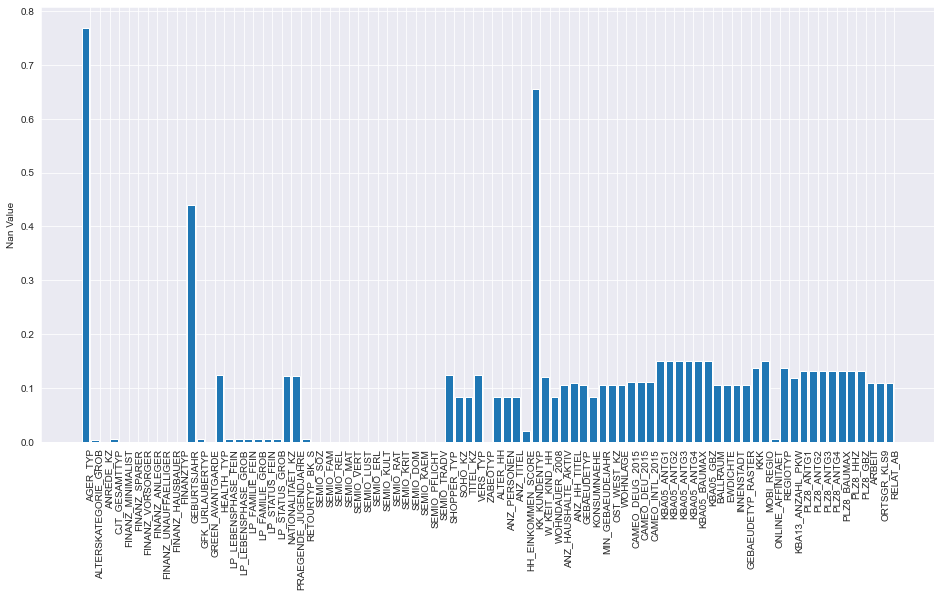 0.8
0.7
0.6
0.5
0.4
0.3
0.2
0.1
0.0
Nan Value
AGER_TYP
ALTERSKATEGORIE_GROB
ANREDE_KZ
CJT_GESAMTTYP
FINANZ_MINIMALIST
FINANZ_SPARER
FINANZ_VORSORGER
FINANZ_ANLEGER
FINANZ_UNAUFFAELLIGER
FINANZ_HAUSBAUER
FINANZTYP
GEBURTSJAHR
GFK_URLAUBERTYP
GREEN_AVANTGARDE
HEALTH_TYP
LP_LEBENSPHASE_FEIN
LP_LEBENSPHASE_GROB
LP_FAMILIE_FEIN
LP_FAMILIE_GROB
LP_STATUS_FEIN
LP_STATUS_GROB
NATIONALITAET_KZ
PRAEGENDE_JUGENDJAHRE
RETOURTYP_BK_S
SEMIO_SOZ
SEMIO_FAM
SEMIO_REL
SEMIO_MAT
SEMIO_VERT
SEMIO_LUST
SEMIO_ERL
SEMIO_KULT
SEMIO_RAT
SEMIO_KRIT
SEMIO_DOM
SEMIO_KAEM
SEMIO_PFLICHT
SEMIO_TRADV
SHOPPER_TYP
SOHO_KZ
TITEL_KZ
VERS_TYP
ZABEOTYP
ALTER_HH
ANZ_PERSONEN
ANZ_TITEL
HH_EINKOMMEN_SCORE
KK_KUNDENTYP
W_KEIT_KIND_HH
WOHNDAUER_2008
ANZ_HAUSHALTE_AKTIV
ANZ_HH_TITEL
GEBAEUDETYP
KONSUMNAEHE
MIN_GEBAEUDEJAHR
OST_WEST_KZ
WOHNLAGE
CAMEO_DEUG_2015
CAMEO_DEU_2015
CAMEO_INTL_2015
KBA05_ANTG1
KBA05_ANTG2
KBA05_ANTG3
KBA05_ANTG4
KBA05_BAUMAX
KBA05_GBZ
BALLRAUM
EWDICHTE
INNENSTADT
GEBAEUDETYP_RASTER
KKK
MOBI_REGIO
ONLINE_AFFINITAET
REGIOTYP
KBA13_ANZAHL_PKW
PLZ8_ANTG1
PLZ8_ANTG2
PLZ8_ANTG3
PLZ8_ANTG4
PLZ8_BAUMAX
PLZ8_HHZ
PLZ8_GBZ
ARBEIT
ORTSGR_KLS9
RELAT_AB